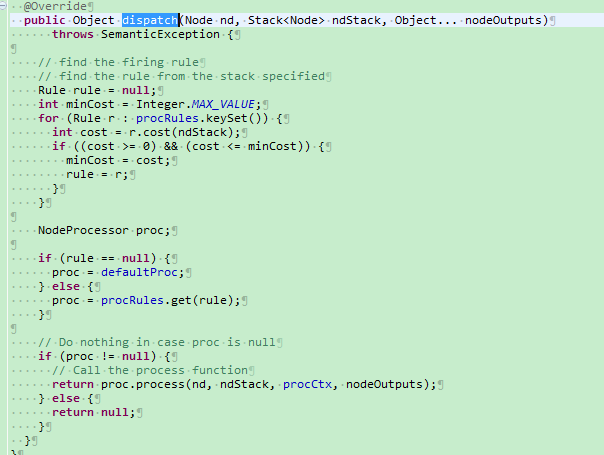 @Override
public Object dispatch(Node nd, Stack<Node> ndStack, Object... nodeOutputs)
throws SemanticException {
// find the firing rule
// find the rule from the stack specified
Rule rule = null;
int minCost = Integer.MAX_VALUE;
for (Rule r : procRules.keySet()) {
int cost = r.cost(ndStack);
if ((cost >= 0) && (cost <= minCost)) {
minCost = cost;
rule = r;
}
}
NodeProcessor proc;
if (rule == null) {
proc = defaultProc;
} else {
proc = procRules.get(rule);
}
// Do nothing in case proc is null
if (proc != null) {
// Call the process function
return proc.process(nd, ndStack, procCtx, nodeOutputs);
} else {
return null;
}
}
}